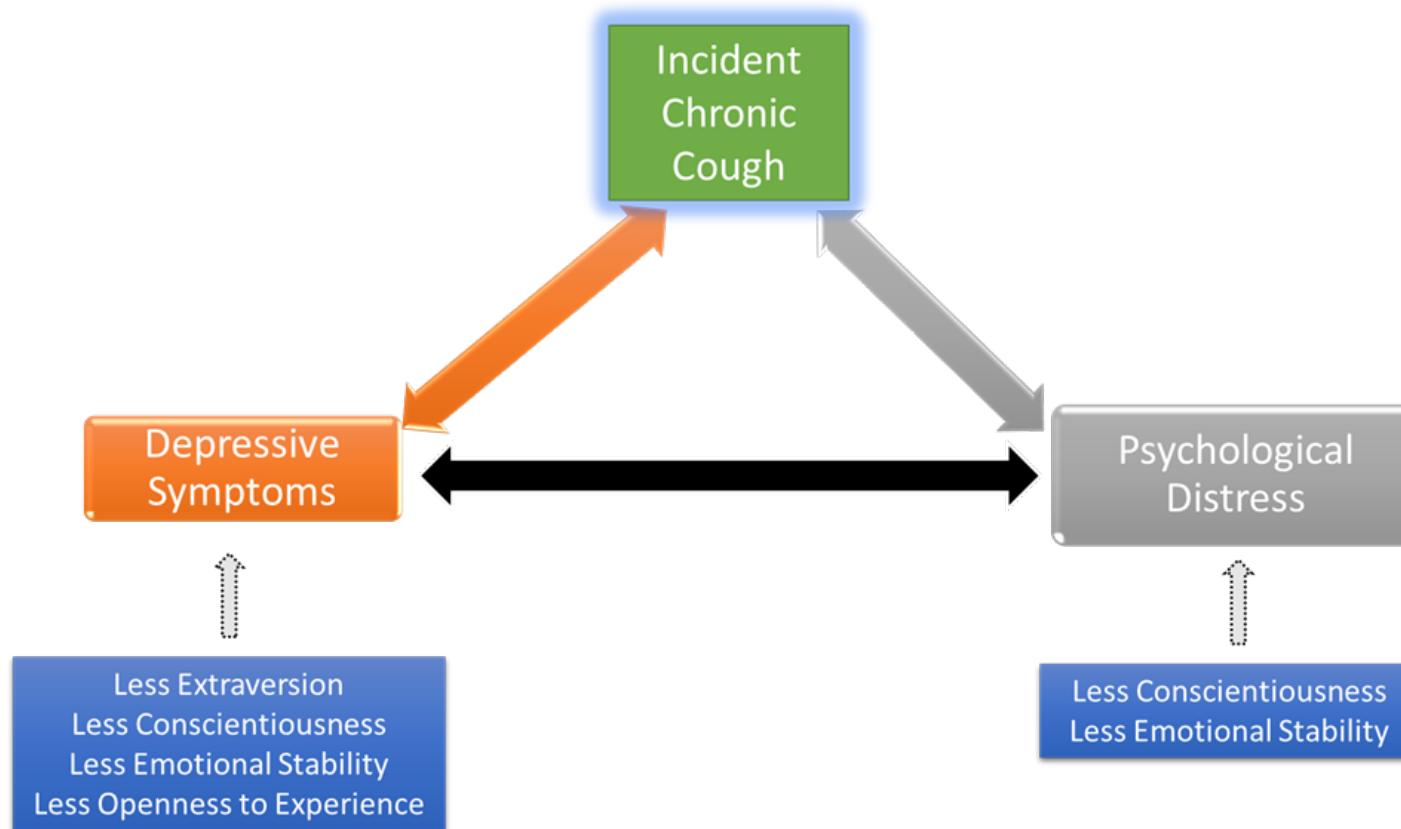 Incident
Chronic
Cough
Depressive
Symptoms
Psychological
Distress
Less Extraversion
Less Conscientiousness
Less Emotional Stability
Less Openness to Experience
Less Conscientiousness
Less Emotional Stability